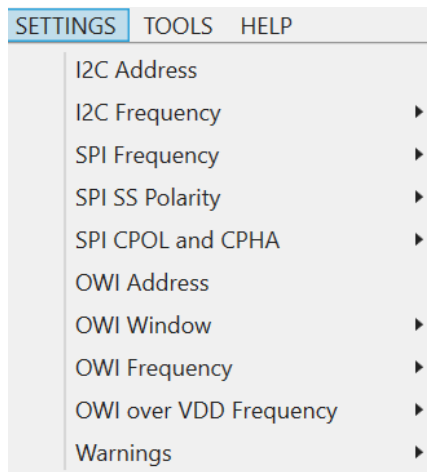 SETTINGS TOOLS HELP
I2C Address
I2C Frequency
SPI Frequency
SPI SS Polarity
SPI CPOL and CPHA
OWI Address
OWI Window
OWI Frequency
OWI over VDD Frequency
Warnings